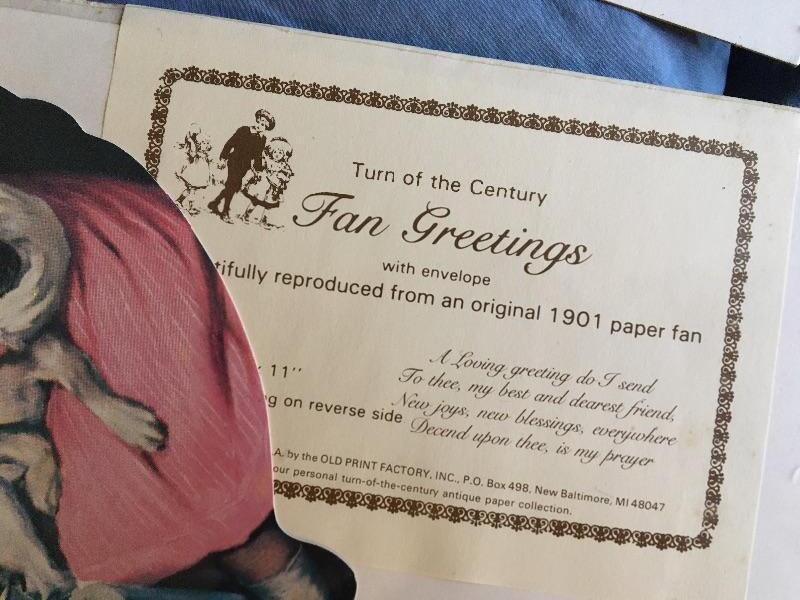 Turn of the Century
Fan Greetings
with envelope
reproduced from an original 1901 paper fan
11"
on reverse side
A Loving greeting do I send
To thee, my best and dearest friend,
New joys, new blessings, everywhere
Decend upon thee, is my prayer
by the OLD PRINT FACTORY, INC., P.O. Box 498, New Baltimore, MI 48047
our personal turn-of-the-century antique paper collection.